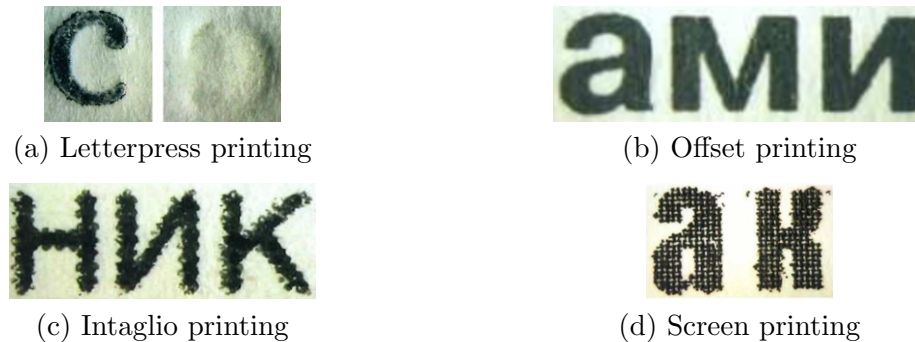 с
ами
(a) Letterpress printing
(b) Offset printing
ник
ак
(c) Intaglio printing
(d) Screen printing